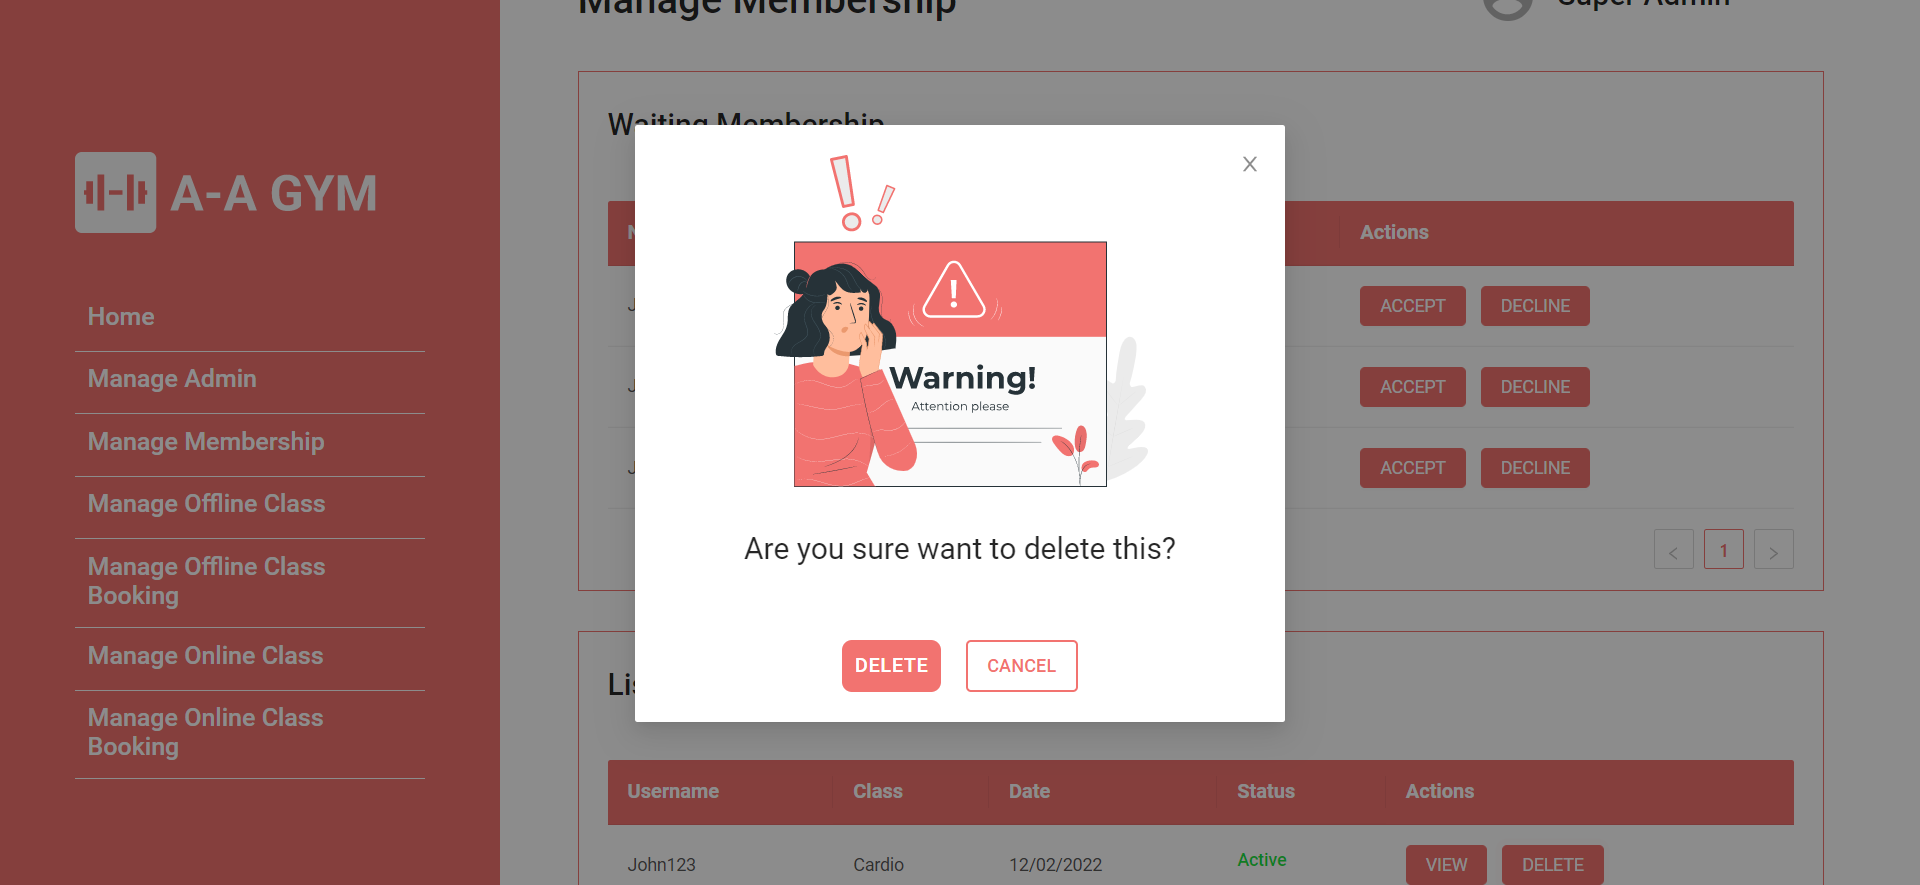 Manage Membership
Super Admin
A-A GYM
Home
Manage Admin
Manage Membership
Manage Offline Class
Manage Offline Class
Booking
Manage Online Class
Manage Online Class
Booking
Waiting Membership
Actions
ACCEPT DECLINE
ACCEPT DECLINE
ACCEPT DECLINE
< 1 >
X
!!
!
Warning!
Attention please
Are you sure want to delete this?
DELETE CANCEL
Username Class Date Status Actions
John123 Cardio 12/02/2022 Active VIEW DELETE